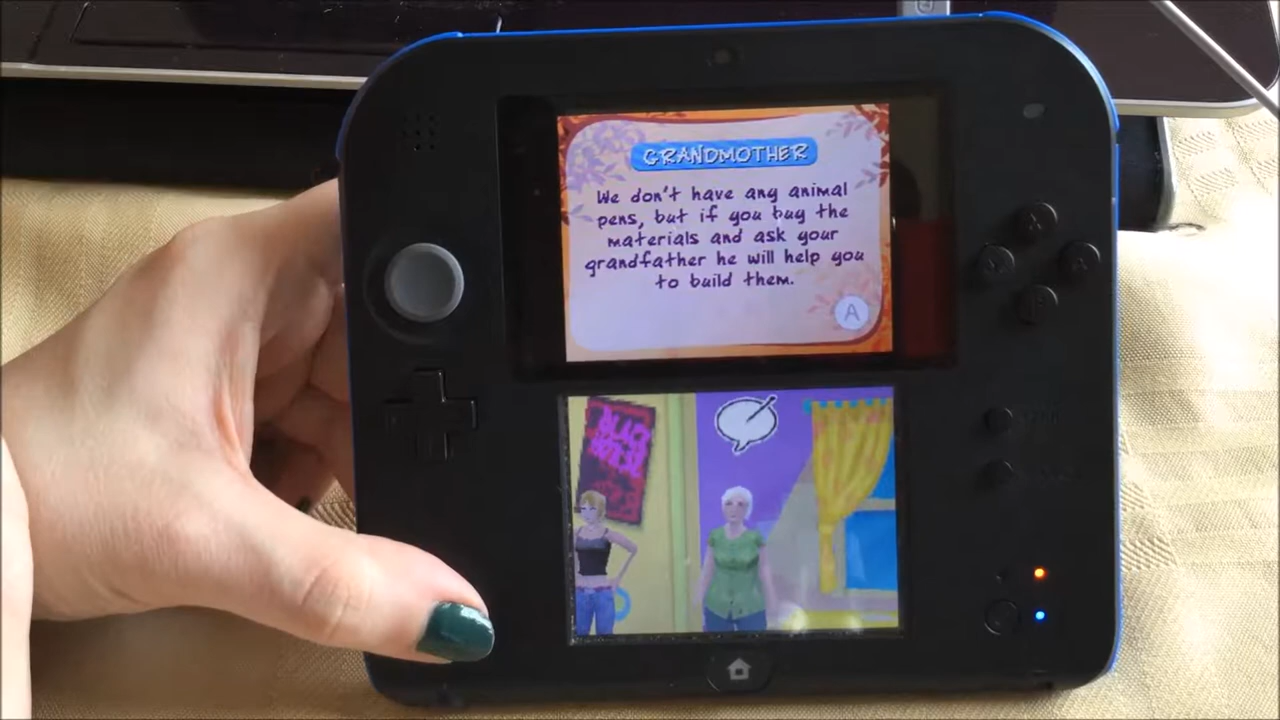 GRANDMOTHER
We don't have any animal
pens, but if you buy the
materials and ask your
grandfather he will help you
to build them.
A
BLACK
X